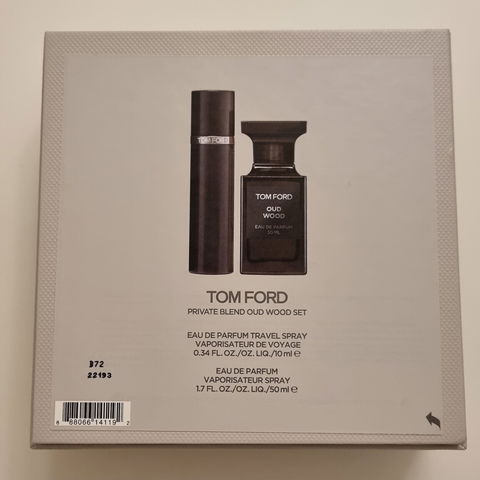 TOM FORD
TOM FORD
OUD
WOOD
EAU DE PARFUM
50 ML
TOM FORD
PRIVATE BLEND OUD WOOD SET
EAU DE PARFUM TRAVEL SPRAY
VAPORISATEUR DE VOYAGE
0.34 FL. OZ./OZ. LIQ./10 ml ℮
EAU DE PARFUM
VAPORISATEUR SPRAY
1.7 FL. OZ./OZ. LIQ./50 ml ℮
B72
22193
8 88066 14119 2